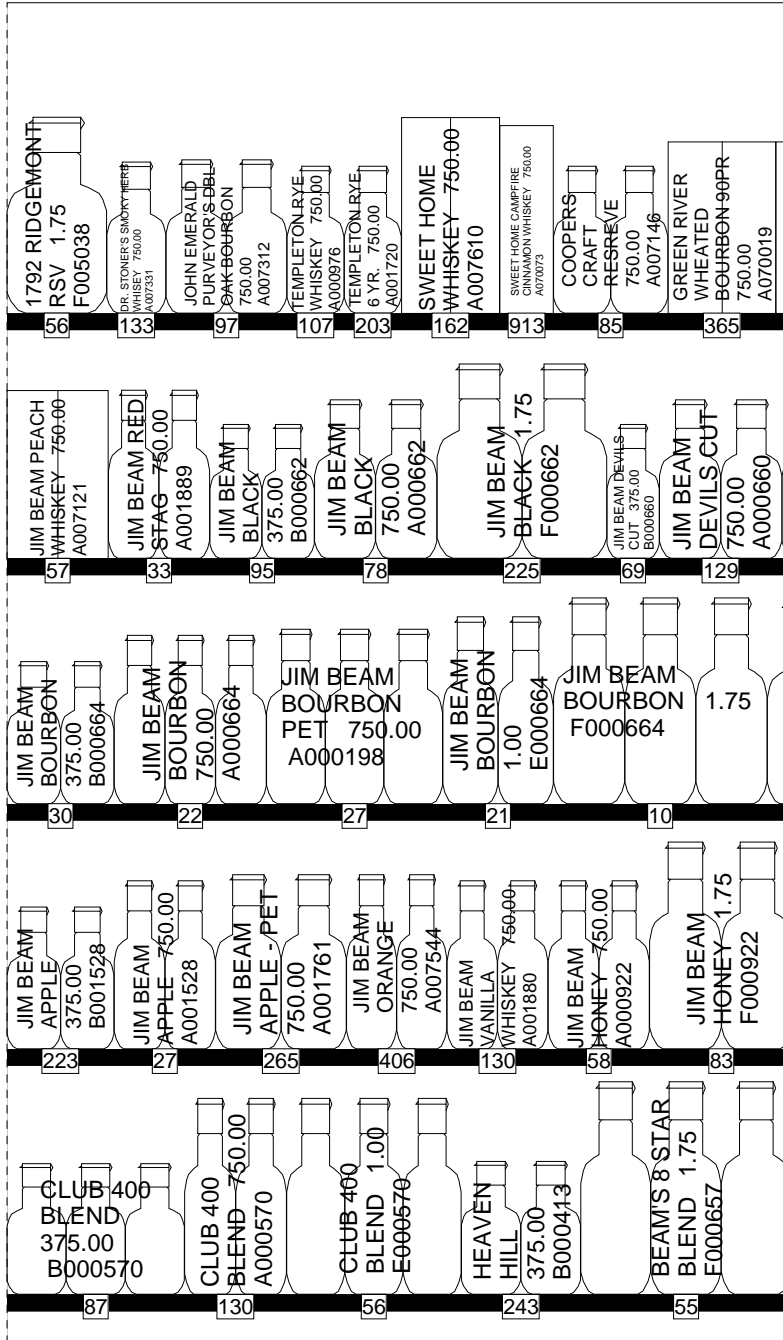 1792 RIDGEMONT
RSV 1.75
F005038
DR. STONER'S SMOKY HERB
WHISEY 750.00
A007331
JOHN EMERALD
PURVEYOR'S DBL
OAK BOURBON
750.00
A007312
TEMPLETON RYE
WHISKEY 750.00
A000976
TEMPLETON RYE
6 YR. 750.00
A001720
SWEET HOME
WHISKEY 750.00
A007610
SWEET HOME CAMPFIRE
CINNAMON WHISKEY 750.00
A070073
COOPERS
CRAFT
RESREVE
750.00
A007146
GREEN RIVER
WHEATED
BOURBON 90PR
750.00
A070019
56 133 97 107 203 162 913 85 365
JIM BEAM PEACH
WHISKEY 750.00
A007121
JIM BEAM RED
STAG 750.00
A001889
JIM BEAM
BLACK
375.00
B000662
JIM BEAM
BLACK
750.00
A000662
JIM BEAM
BLACK 1.75
F000662
JIM BEAM DEVILS
CUT 375.00
B000660
JIM BEAM
DEVILS CUT
750.00
A000660
57 33 95 78 225 69 129
JIM BEAM
BOURBON
375.00
B000664
JIM BEAM
BOURBON
750.00
A000664
JIM BEAM
BOURBON
PET 750.00
A000198
JIM BEAM
BOURBON
1.00
E000664
JIM BEAM
BOURBON 1.75
F000664
30 22 27 21 10
JIM BEAM
APPLE
375.00
B001528
JIM BEAM
APPLE 750.00
A001528
JIM BEAM
APPLE - PET
750.00
A001761
JIM BEAM
ORANGE
750.00
A007544
JIM BEAM
VANILLA
WHISKEY 750.00
A001880
JIM BEAM
HONEY 750.00
A000922
JIM BEAM
HONEY 1.75
F000922
223 27 265 406 130 58 83
CLUB 400
BLEND
375.00
B000570
CLUB 400
BLEND 750.00
A000570
CLUB 400
BLEND 1.00
E000570
HEAVEN
HILL
375.00
B000413
BEAM'S 8 STAR
BLEND 1.75
F000657
87 130 56 243 55